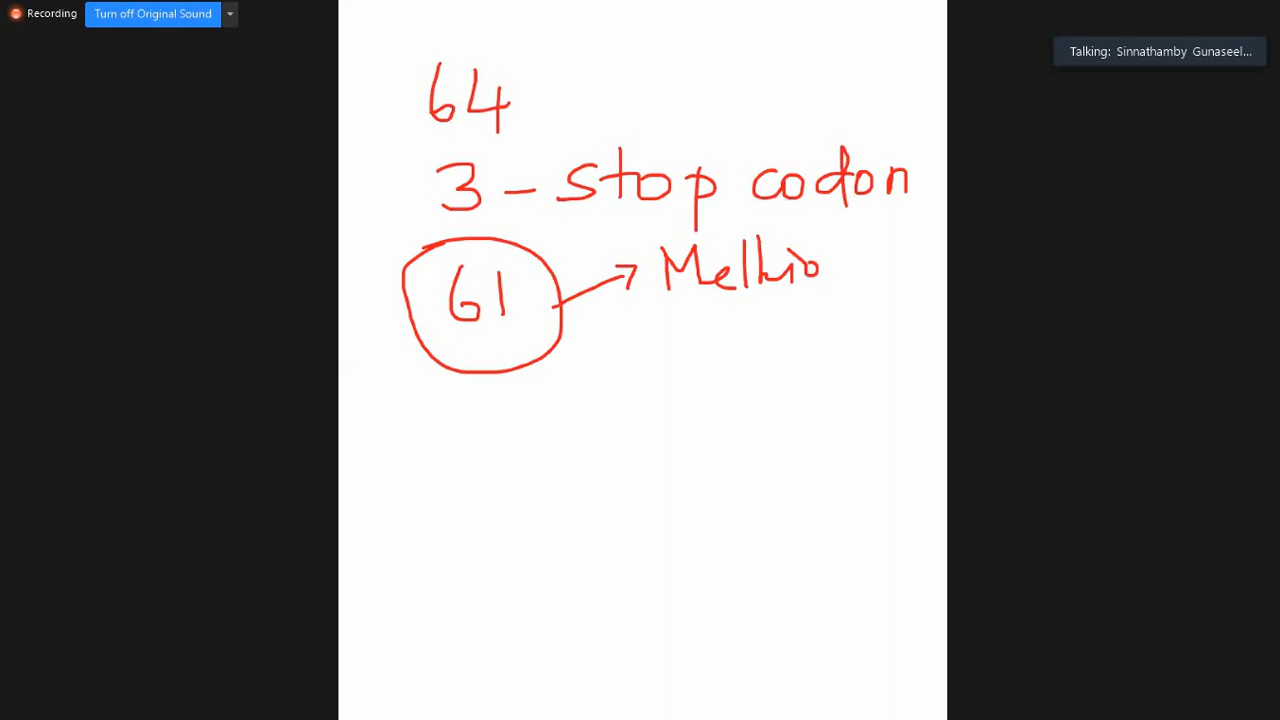 Recording
Turn off Original Sound
Talking: Sinnathamby Gunaseel...
64
3 - stop codon
61 → Methio